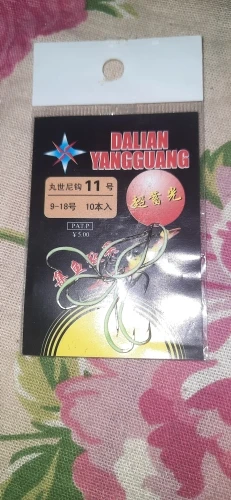 DALIAN
YANGGUANG
丸世尼钩 11 号
9-18号 10本入
超蓄光
PAT.P
¥5.00